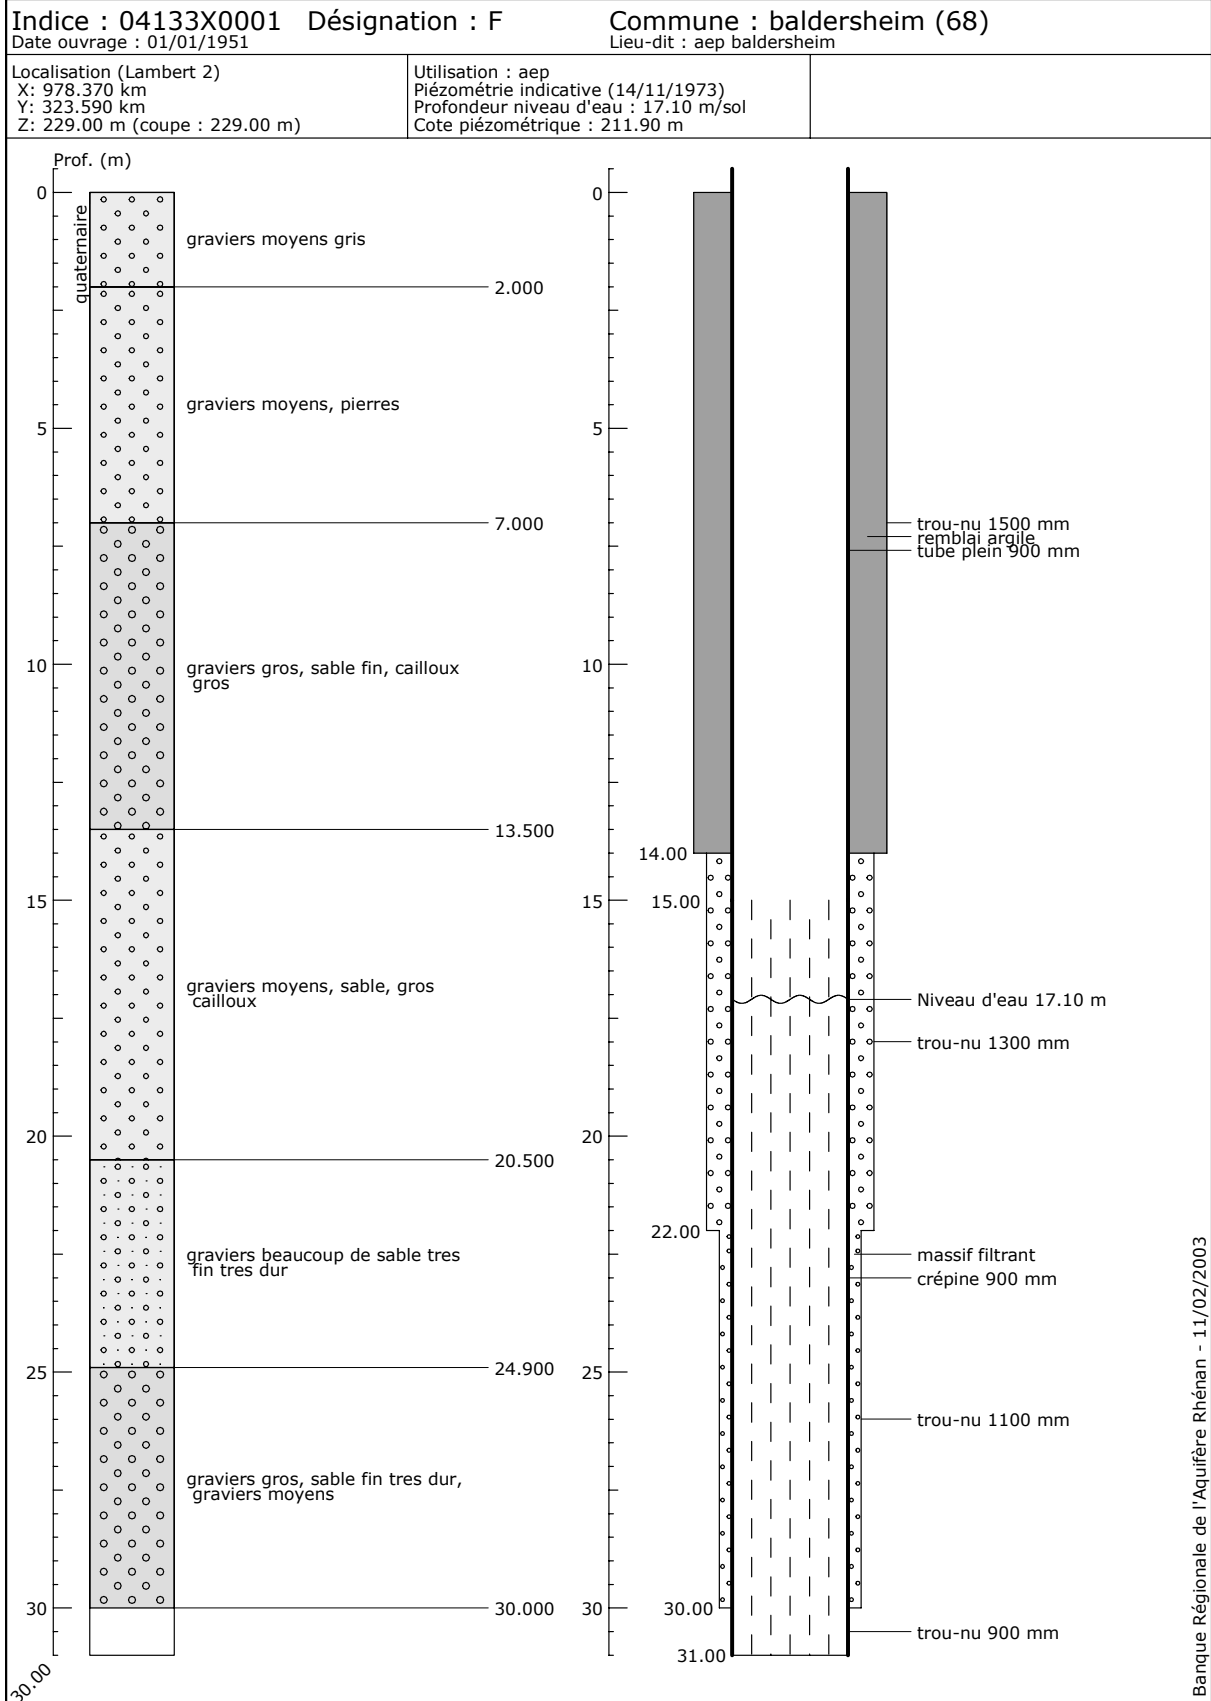 Indice : 04133X0001 Désignation : F Commune : baldersheim (68)
Date ouvrage : 01/01/1951 Lieu-dit : aep baldersheim
Localisation (Lambert 2)
X: 978.370 km
Y: 323.590 km
Z: 229.00 m (coupe : 229.00 m)
Utilisation : aep
Piézométrie indicative (14/11/1973)
Profondeur niveau d'eau : 17.10 m/sol
Cote piézométrique : 211.90 m
Prof. (m)
0
5
10
15
20
25
30
30.00
quaternaire
graviers moyens gris
2.000
graviers moyens, pierres
7.000
graviers gros, sable fin, cailloux
gros
13.500
graviers moyens, sable, gros
cailloux
20.500
graviers beaucoup de sable tres
fin tres dur
24.900
graviers gros, sable fin tres dur,
graviers moyens
30.000
0
5
10
15
20
25
30
14.00
15.00
22.00
30.00
31.00
trou-nu 1500 mm
remblai argile
tube plein 900 mm
Niveau d'eau 17.10 m
trou-nu 1300 mm
massif filtrant
crépine 900 mm
trou-nu 1100 mm
trou-nu 900 mm
Banque Régionale de l'Aquifère Rhénan - 11/02/2003